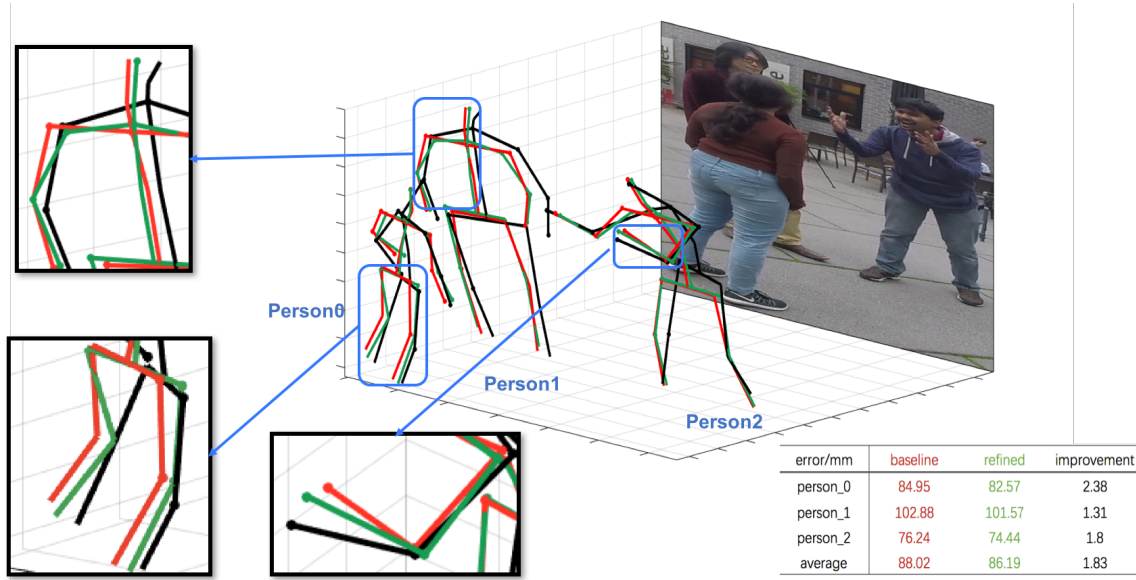 Person0
Person1
Person2
error/mm baseline refined improvement
person_0 84.95 82.57 2.38
person_1 102.88 101.57 1.31
person_2 76.24 74.44 1.8
average 88.02 86.19 1.83